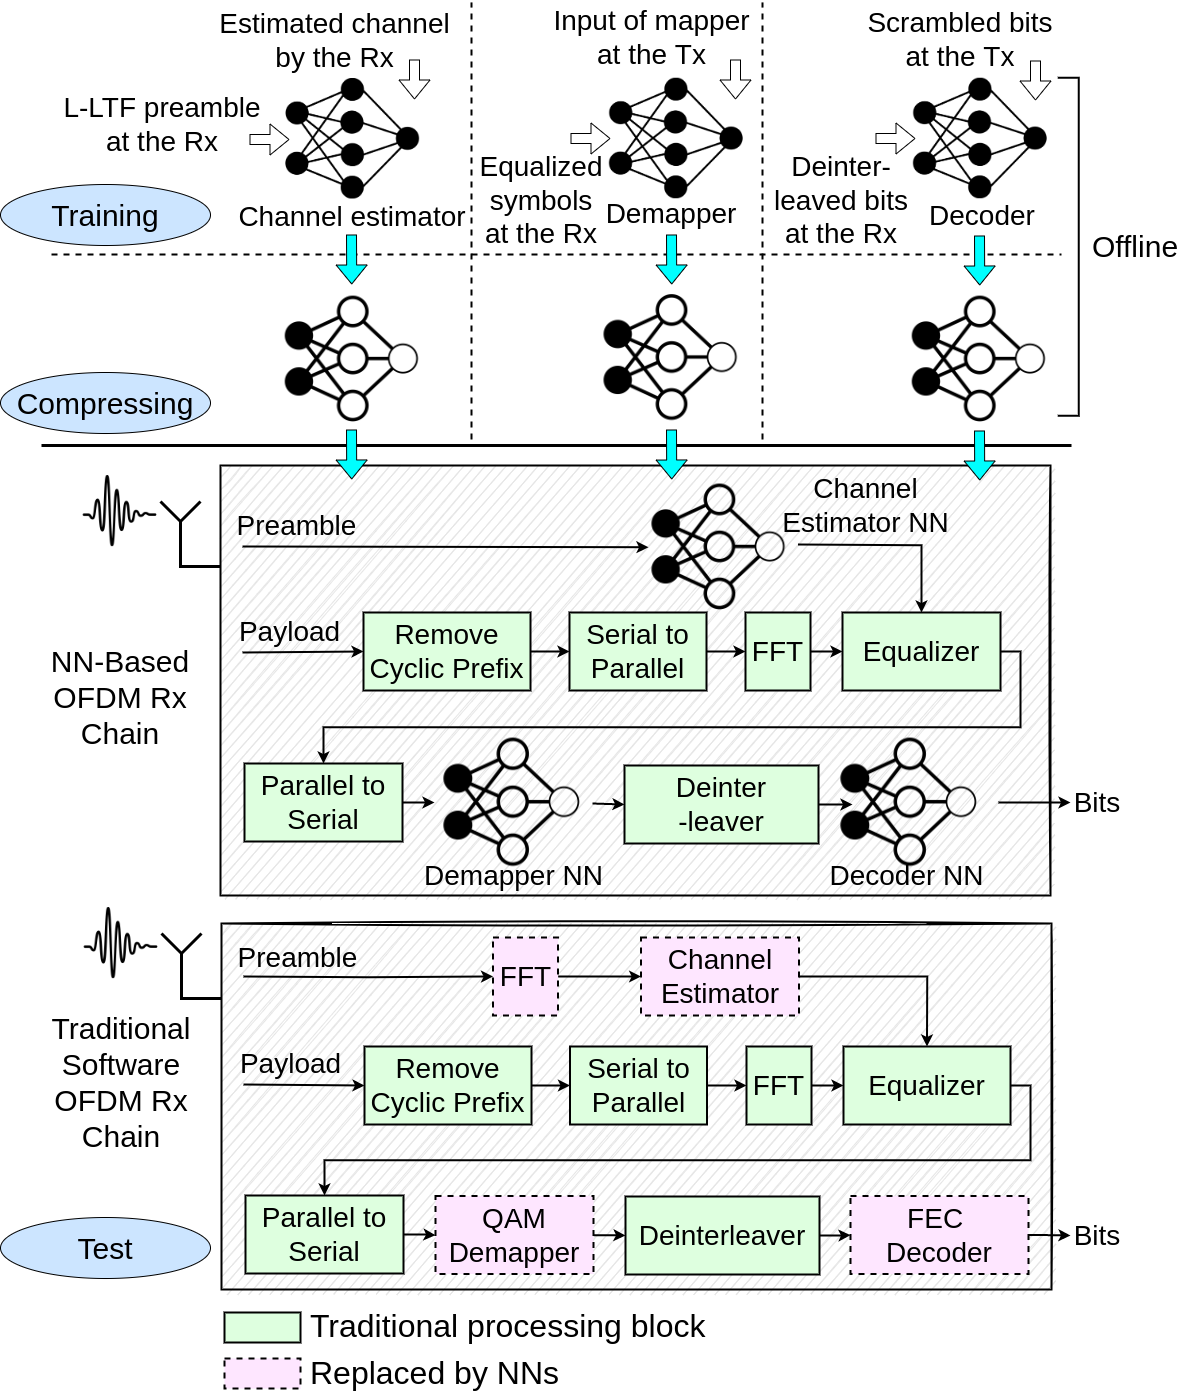 Estimated channel
by the Rx
L-LTF preamble
at the Rx
Channel estimator
Input of mapper
at the Tx
Equalized
symbols
at the Rx
Demapper
Scrambled bits
at the Tx
Deinter-
leaved bits
at the Rx
Decoder
Training
Offline
Compressing
NN-Based
OFDM Rx
Chain
Preamble
Channel
Estimator NN
Payload
Remove
Cyclic Prefix
Serial to
Parallel
FFT
Equalizer
Parallel to
Serial
Demapper NN
Deinter
-leaver
Decoder NN
Bits
Traditional
Software
OFDM Rx
Chain
Preamble
FFT
Channel
Estimator
Payload
Remove
Cyclic Prefix
Serial to
Parallel
FFT
Equalizer
Parallel to
Serial
QAM
Demapper
Deinterleaver
FEC
Decoder
Bits
Test
Traditional processing block
Replaced by NNs